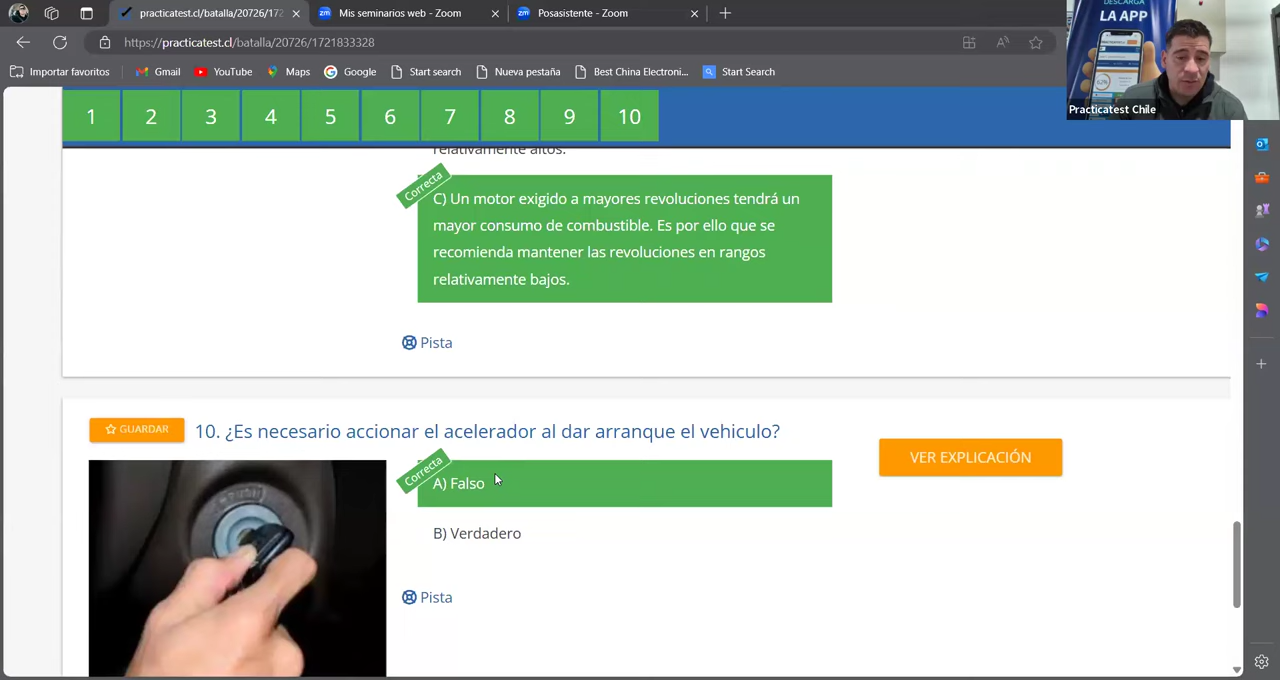 practicatest.cl/batalla/20726/172
Mis seminarios web - Zoom
Posasistente - Zoom
https://practicatest.cl/batalla/20726/1721833328
Importar favoritos
Gmail
YouTube
Maps
Google
Start search
Nueva pestaña
Best China Electroni...
Start Search
DESCARGA
LA APP
Practicatest Chile
1 2 3 4 5 6 7 8 9 10
relativamente altos.
Correcta
C) Un motor exigido a mayores revoluciones tendrá un
mayor consumo de combustible. Es por ello que se
recomienda mantener las revoluciones en rangos
relativamente bajos.
Pista
GUARDAR
10. ¿Es necesario accionar el acelerador al dar arranque el vehiculo?
VER EXPLICACIÓN
Correcta
A) Falso
B) Verdadero
Pista
PUSH